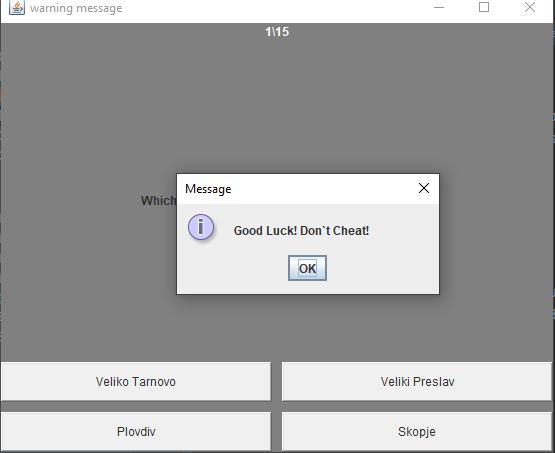 warning message
1\15
Which
Message
Good Luck! Don`t Cheat!
OK
Veliko Tarnovo
Veliki Preslav
Plovdiv
Skopje